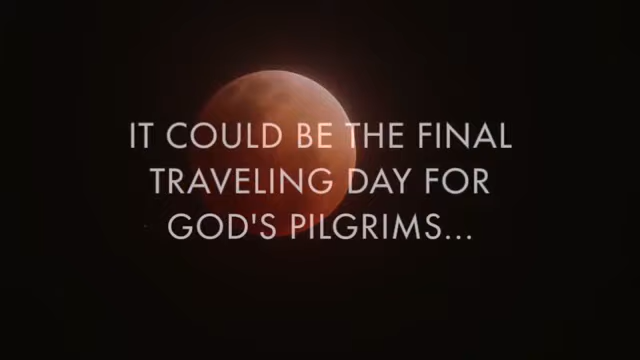 IT COULD BE THE FINAL
TRAVELING DAY FOR
GOD'S PILGRIMS...